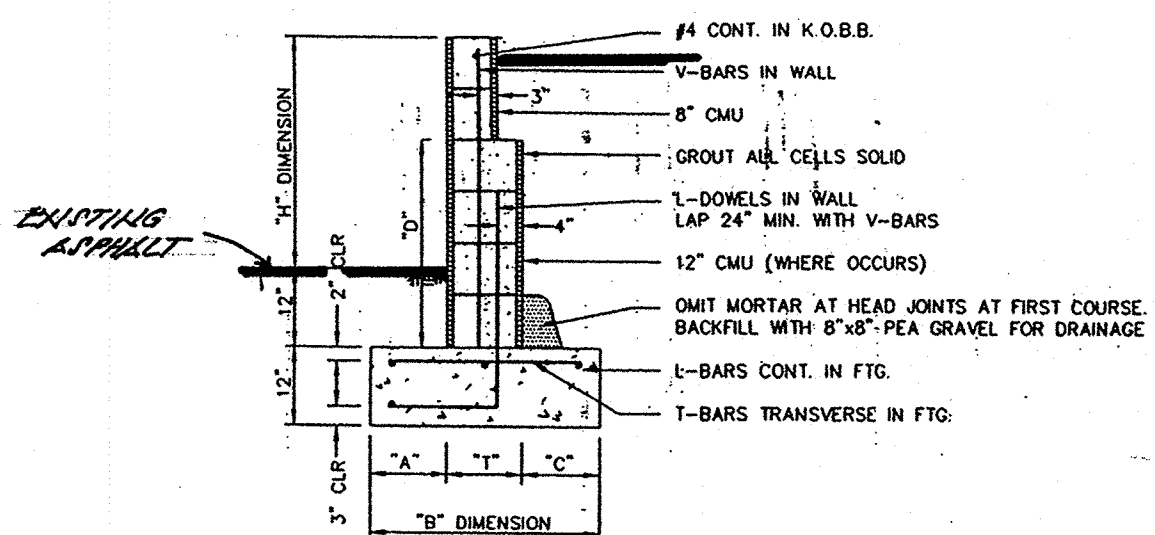 #4 CONT. IN K.O.B.B.
V-BARS IN WALL
3"
8" CMU
GROUT ALL CELLS SOLID
L-DOWELS IN WALL
LAP 24" MIN. WITH V-BARS
4"
12" CMU (WHERE OCCURS)
OMIT MORTAR AT HEAD JOINTS AT FIRST COURSE.
BACKFILL WITH 8"x8" PEA GRAVEL FOR DRAINAGE
L-BARS CONT. IN FTG.
T-BARS TRANSVERSE IN FTG.
"H" DIMENSION
"D"
EXISTING
ASPHALT
12"
2" CLR
12"
3" CLR
"A"
"T"
"C"
"B" DIMENSION